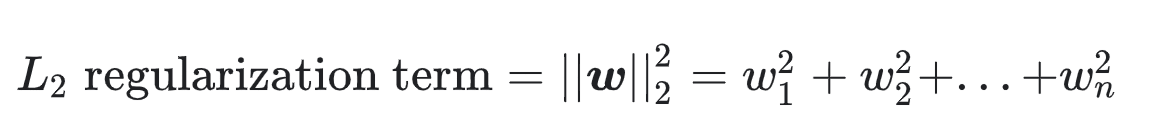 L₂ regularization term = ||w||₂² = w₁² + w₂² + . . . + wₙ²